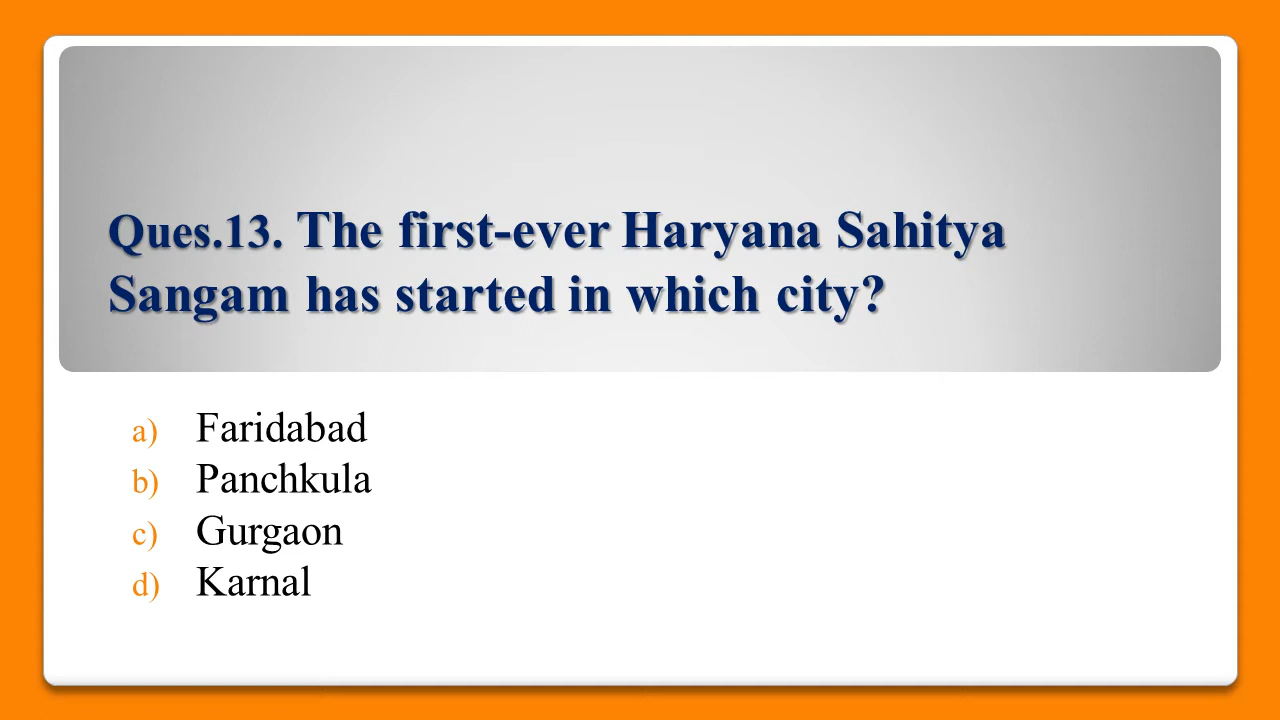 Ques.13. The first-ever Haryana Sahitya
Sangam has started in which city?
a) Faridabad
b) Panchkula
c) Gurgaon
d) Karnal